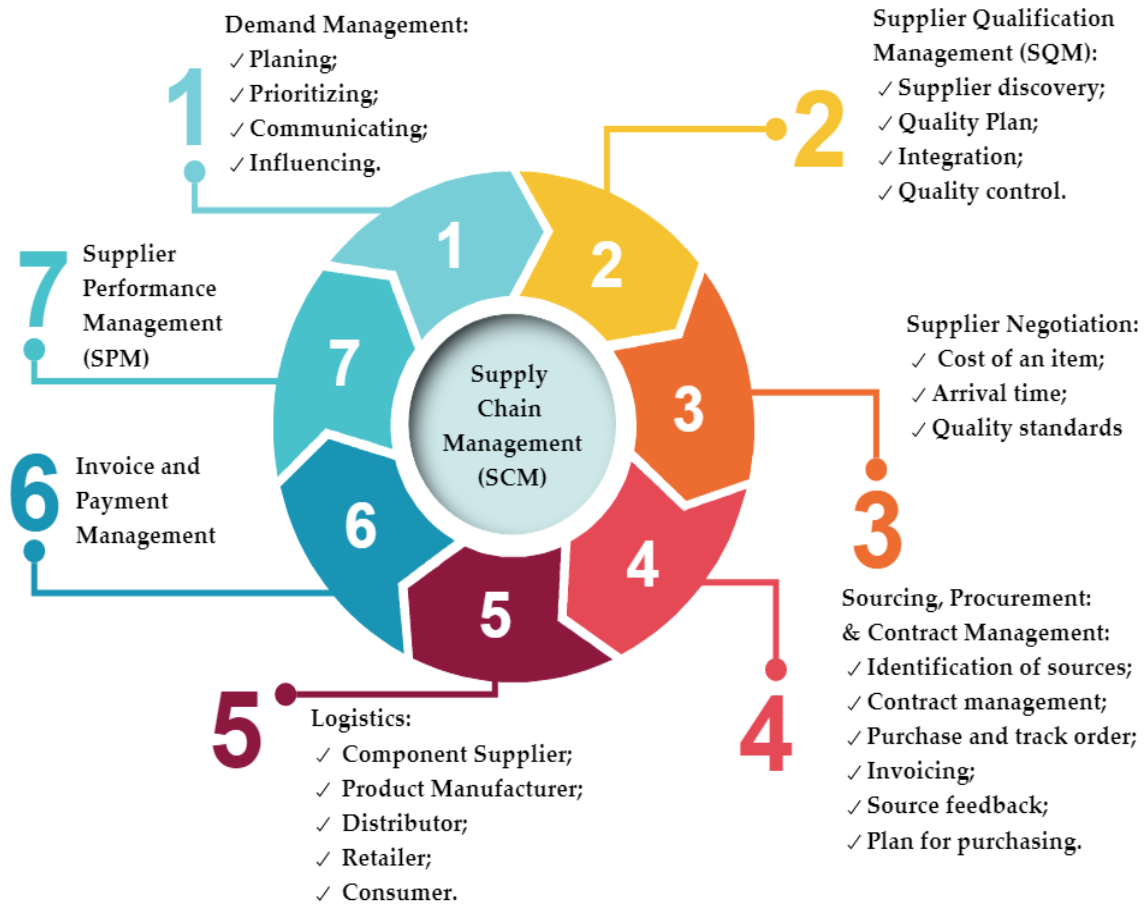 Demand Management:
✓ Planing;
✓ Prioritizing;
✓ Communicating;
✓ Influencing.
1
Supplier Qualification
Management (SQM):
✓ Supplier discovery;
✓ Quality Plan;
✓ Integration;
✓ Quality control.
2
Supplier Negotiation:
✓ Cost of an item;
✓ Arrival time;
✓ Quality standards
3
Sourcing, Procurement:
& Contract Management:
✓ Identification of sources;
✓ Contract management;
✓ Purchase and track order;
✓ Invoicing;
✓ Source feedback;
✓ Plan for purchasing.
4
Logistics:
✓ Component Supplier;
✓ Product Manufacturer;
✓ Distributor;
✓ Retailer;
✓ Consumer.
5
Invoice and
Payment
Management
6
Supplier
Performance
Management
(SPM)
7
1
2
3
4
5
6
7
Supply
Chain
Management
(SCM)